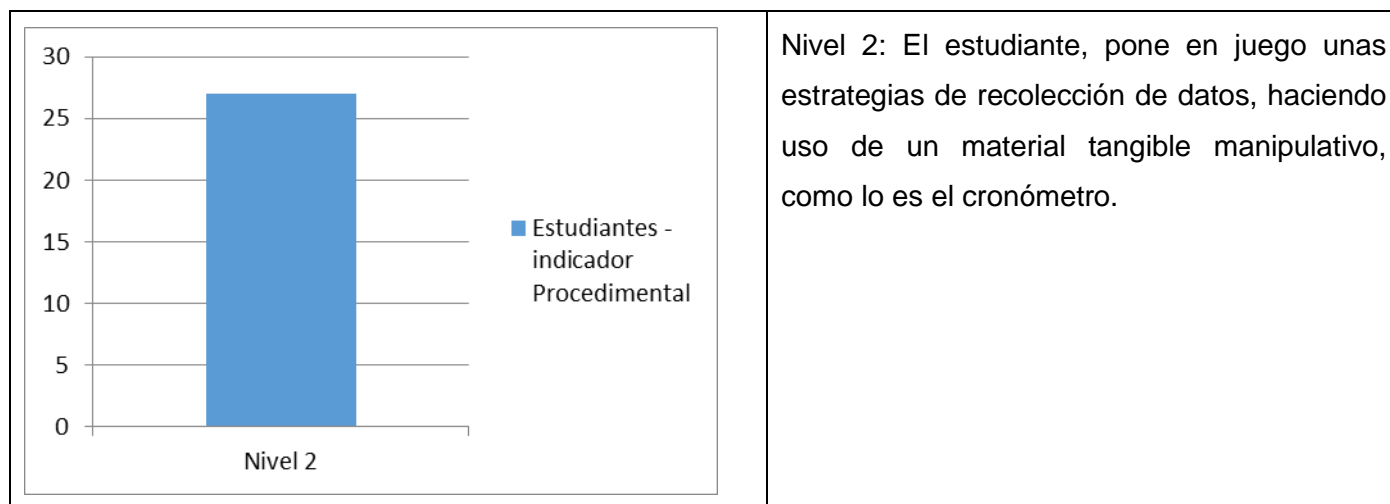 30
25
20
15
10
5
0
Nivel 2
Estudiantes -
indicador
Procedimental
Nivel 2: El estudiante, pone en juego unas
estrategias de recolección de datos, haciendo
uso de un material tangible manipulativo,
como lo es el cronómetro.